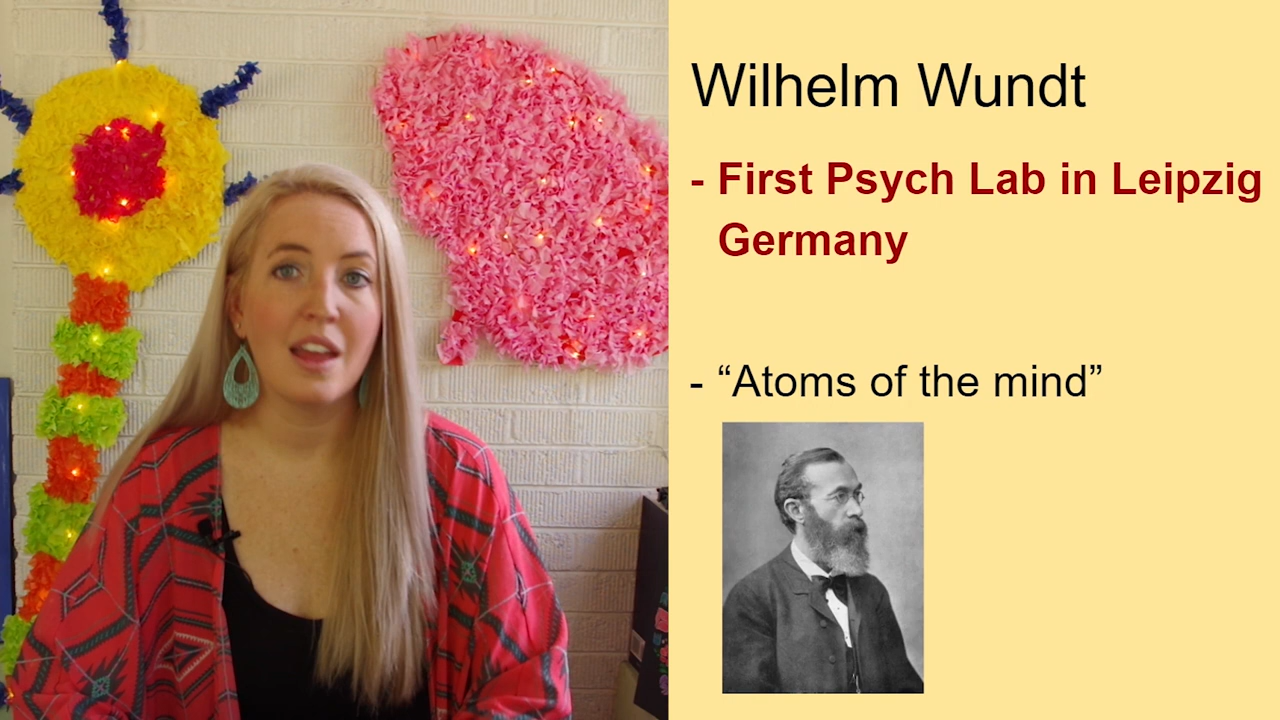 Wilhelm Wundt
- First Psych Lab in Leipzig
Germany
- “Atoms of the mind”